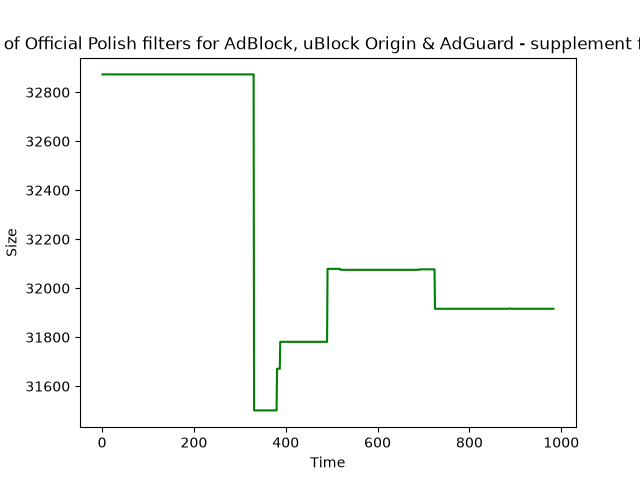 of Official Polish filters for AdBlock, uBlock Origin & AdGuard - supplement
Size
32800
32600
32400
32200
32000
31800
31600
0 200 400 600 800 1000
Time